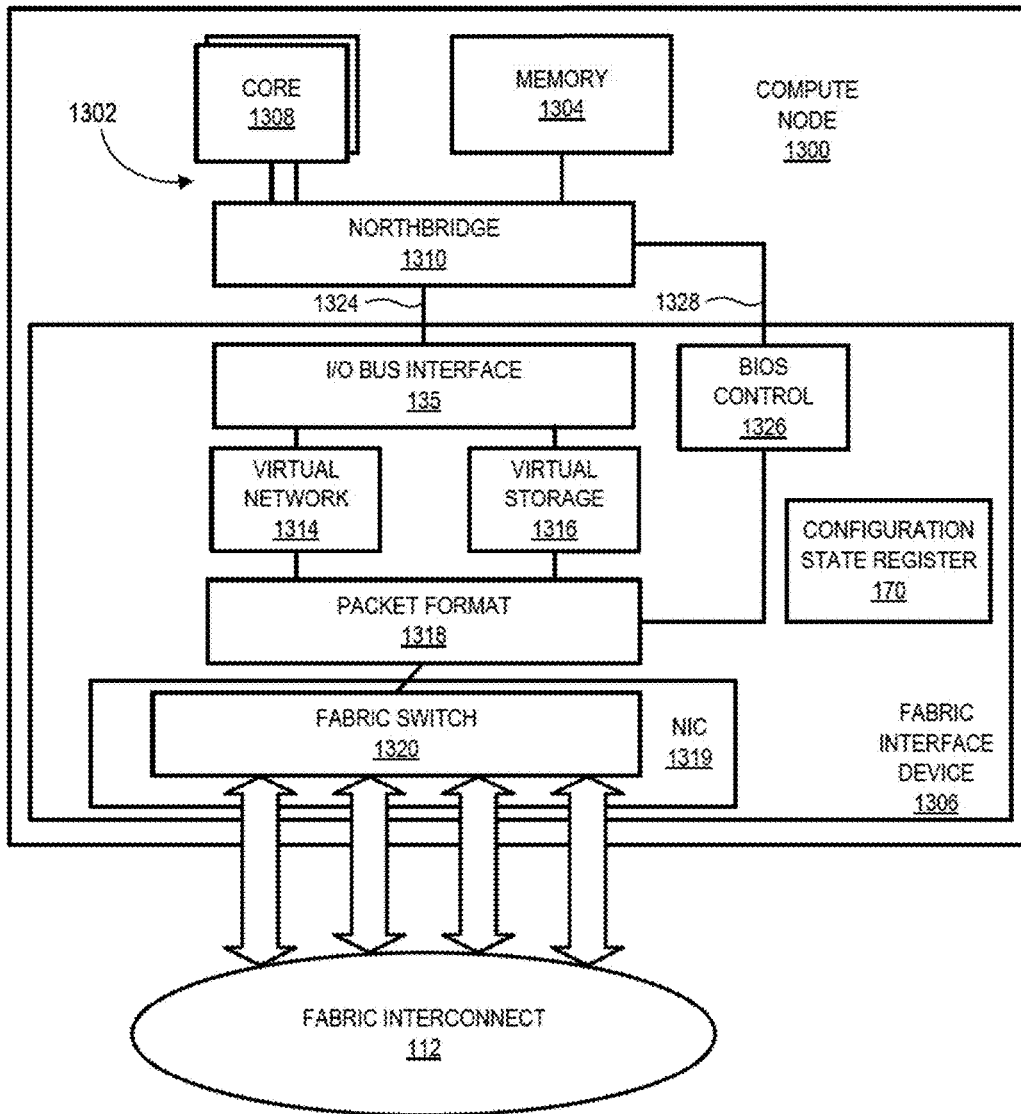 CORE
1308
MEMORY
1304
COMPUTE
NODE
1300
1302
NORTHBRIDGE
1310
1324
1328
I/O BUS INTERFACE
135
BIOS
CONTROL
1326
VIRTUAL
NETWORK
1314
VIRTUAL
STORAGE
1316
CONFIGURATION
STATE REGISTER
170
PACKET FORMAT
1318
FABRIC SWITCH
1320
NIC
1319
FABRIC
INTERFACE
DEVICE
1306
FABRIC INTERCONNECT
112